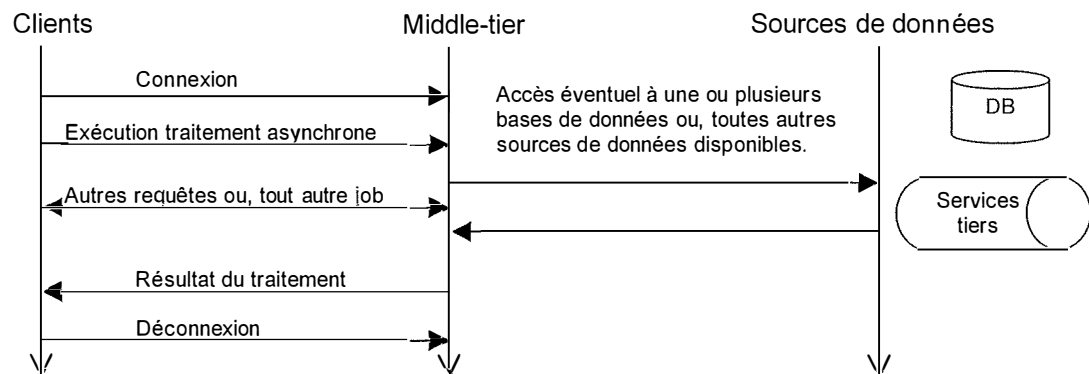 Clients
Middle-tier
Sources de données
Connexion
Accès éventuel à une ou plusieurs
bases de données ou, toutes autres
sources de données disponibles.
DB
Exécution traitement asynchrone
Autres requêtes ou, tout autre job
Services
tiers
Résultat du traitement
Déconnexion